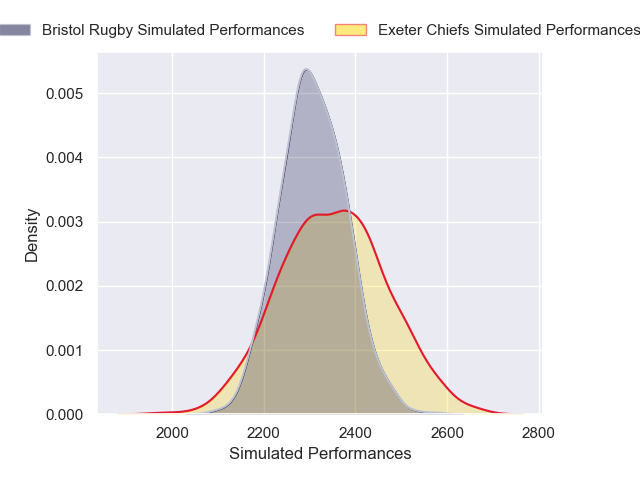 Bristol Rugby Simulated Performances Exeter Chiefs Simulated Performances
0.005
0.004
0.003
0.002
0.001
0.000
Density
2000 2200 2400 2600 2800
Simulated Performances